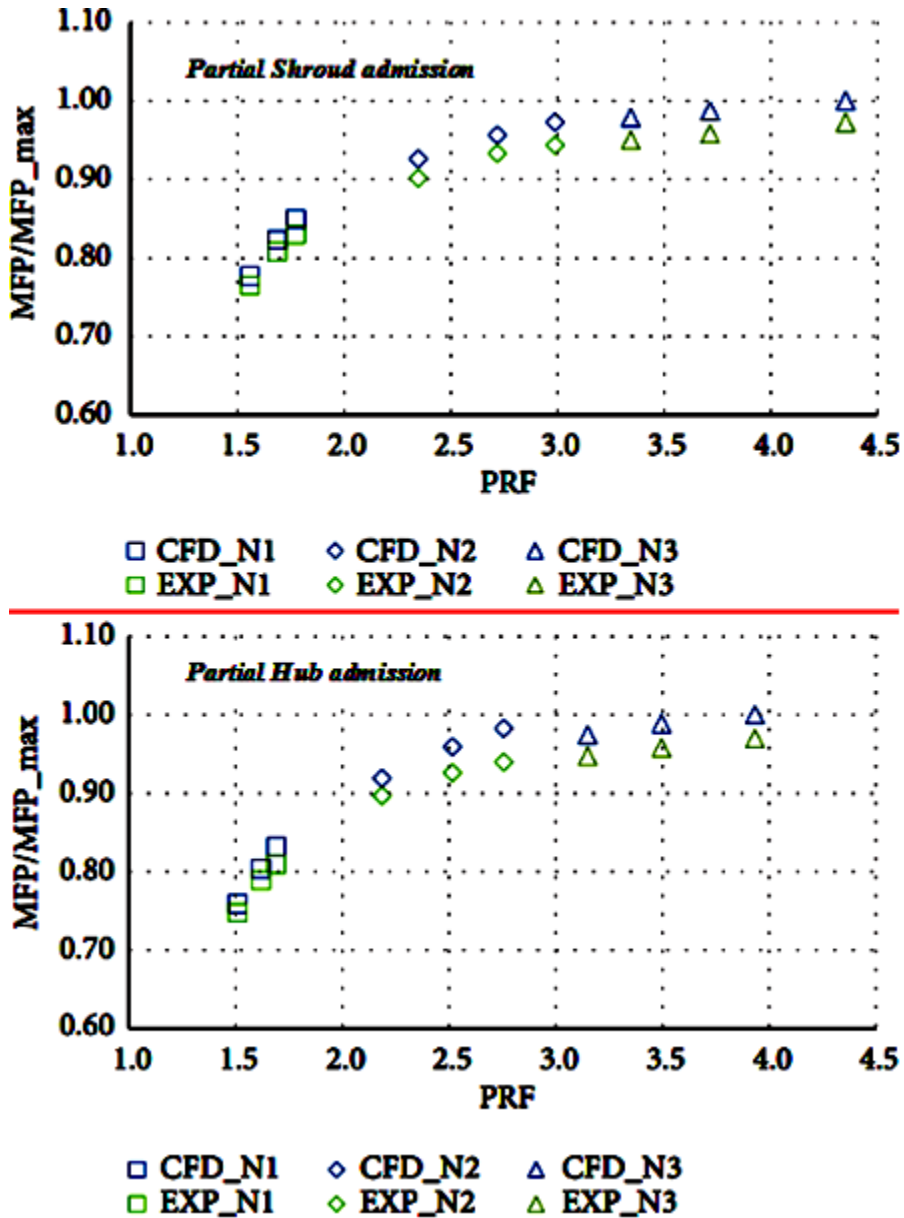 1.10
Partial Shroud admission
1.00
0.90
0.80
0.70
0.60
MFP/MFP_max
1.0 1.5 2.0 2.5 3.0 3.5 4.0 4.5
PRF
CFD_N1 CFD_N2 CFD_N3
EXP_N1 EXP_N2 EXP_N3
1.10
Partial Hub admission
1.00
0.90
0.80
0.70
0.60
MFP/MFP_max
1.0 1.5 2.0 2.5 3.0 3.5 4.0 4.5
PRF
CFD_N1 CFD_N2 CFD_N3
EXP_N1 EXP_N2 EXP_N3